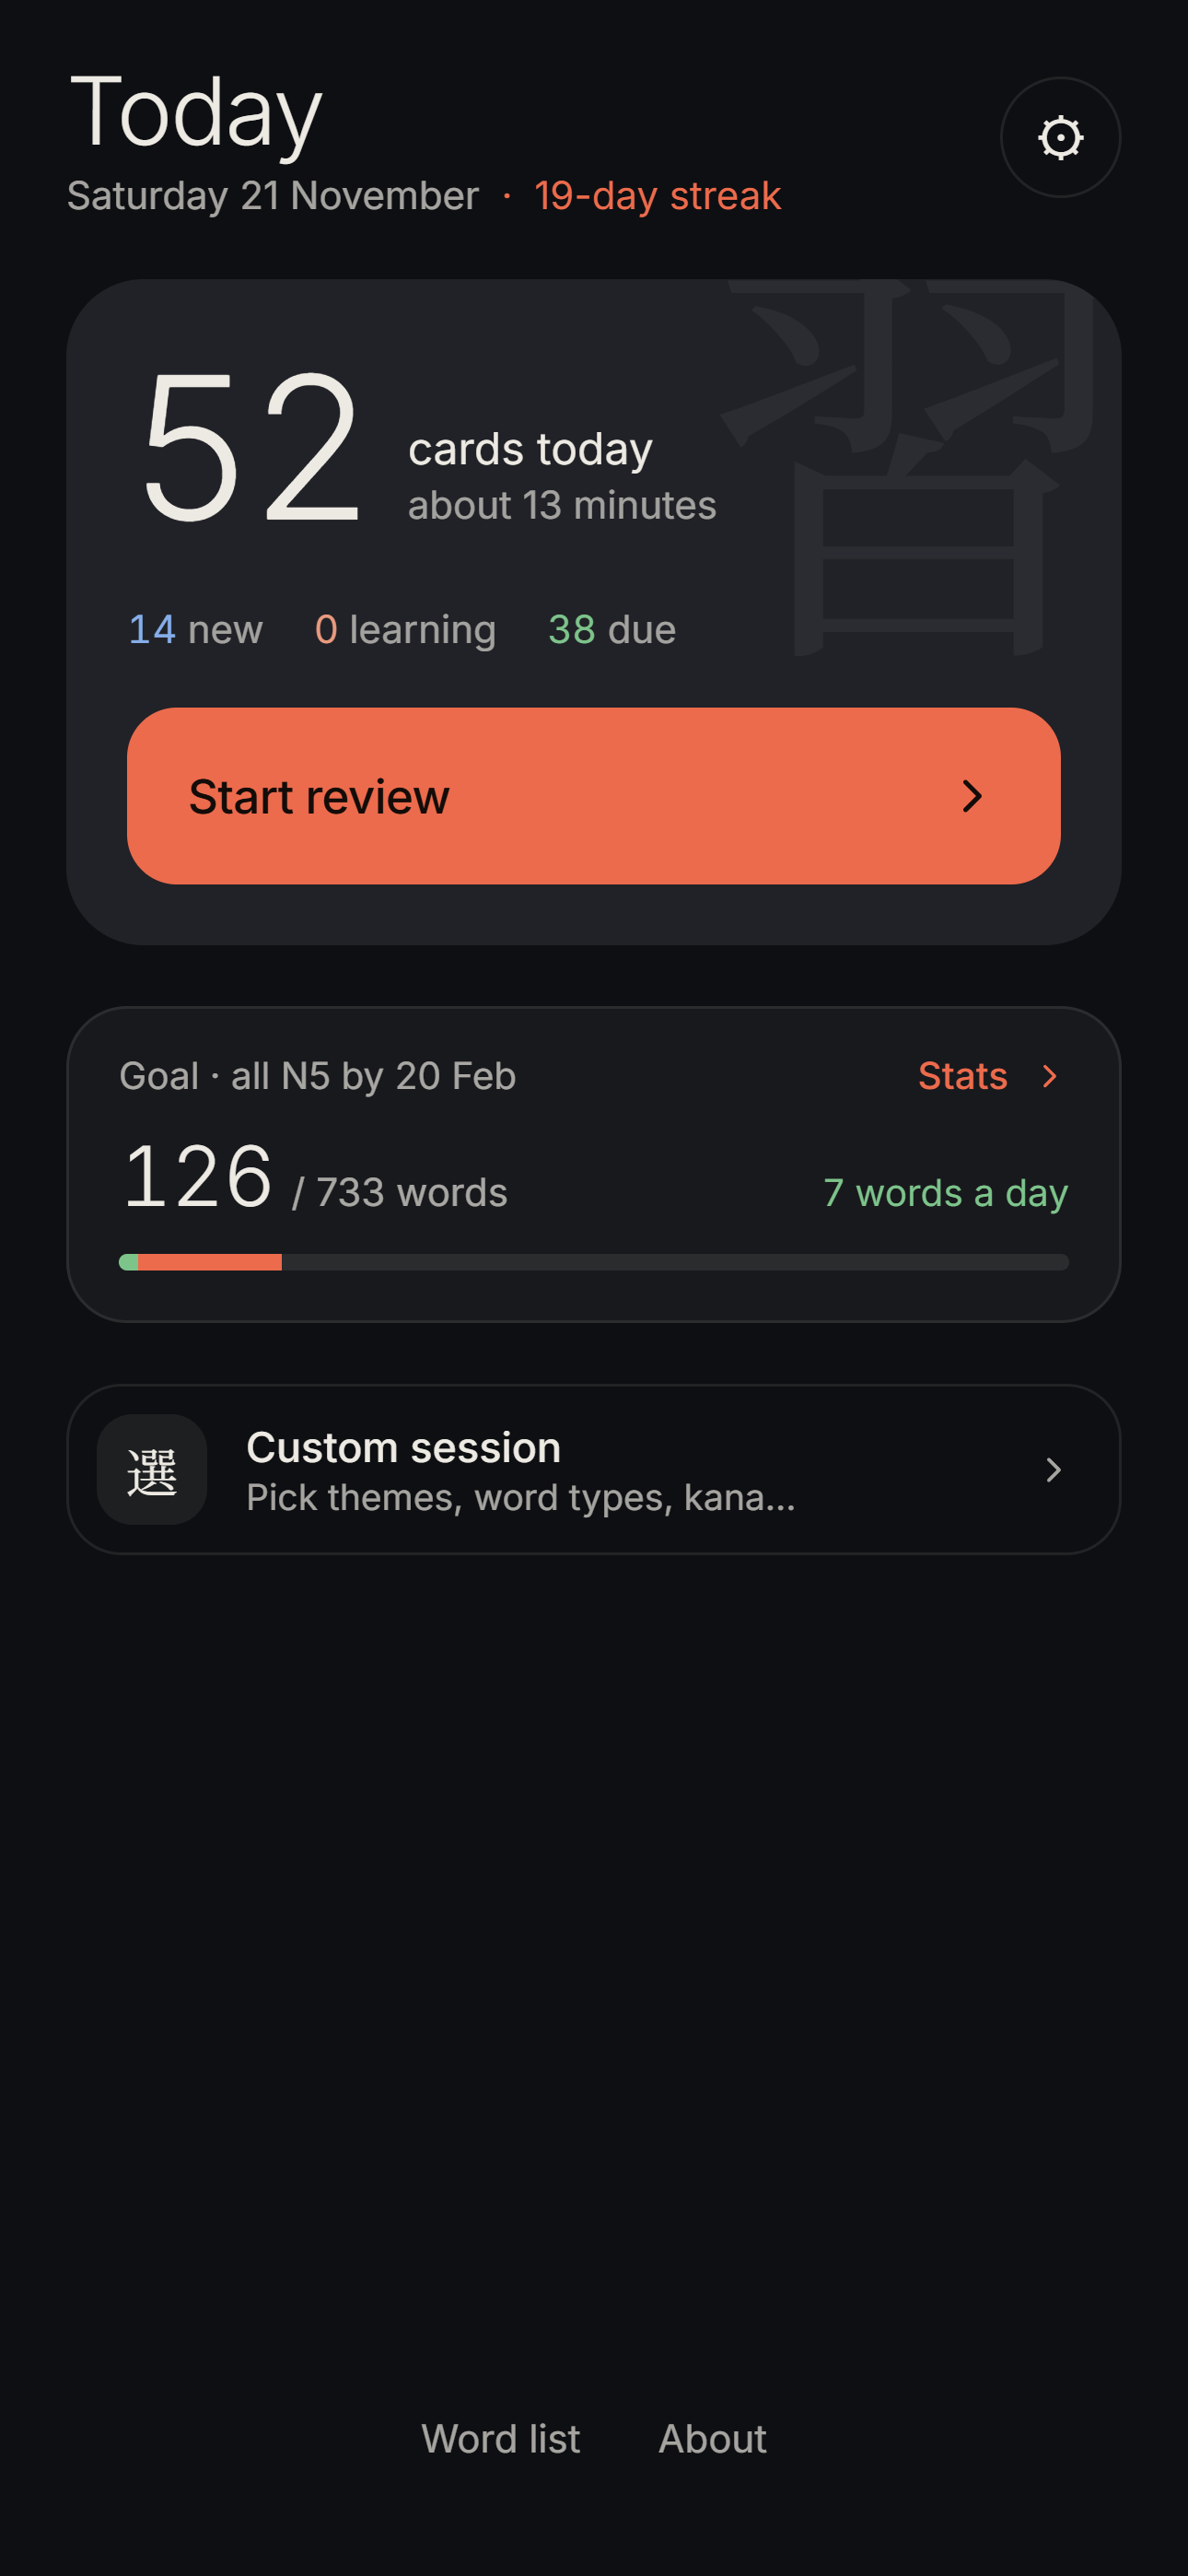 Today
Saturday 21 November · 19-day streak
習
52 cards today
about 13 minutes
14 new 0 learning 38 due
Start review
Goal · all N5 by 20 Feb Stats
126 / 733 words 7 words a day
選 Custom session
Pick themes, word types, kana...
Word list About